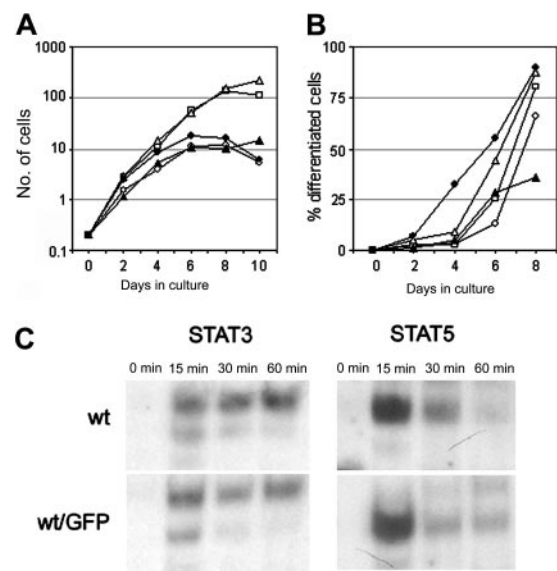 A
No. of cells
1000
100
10
1
0.1
0 2 4 6 8 10
Days in culture
B
% differentiated cells
100
75
50
25
0
0 2 4 6 8
Days in culture
C
STAT3 STAT5
0 min 15 min 30 min 60 min 0 min 15 min 30 min 60 min
wt
wt/GFP